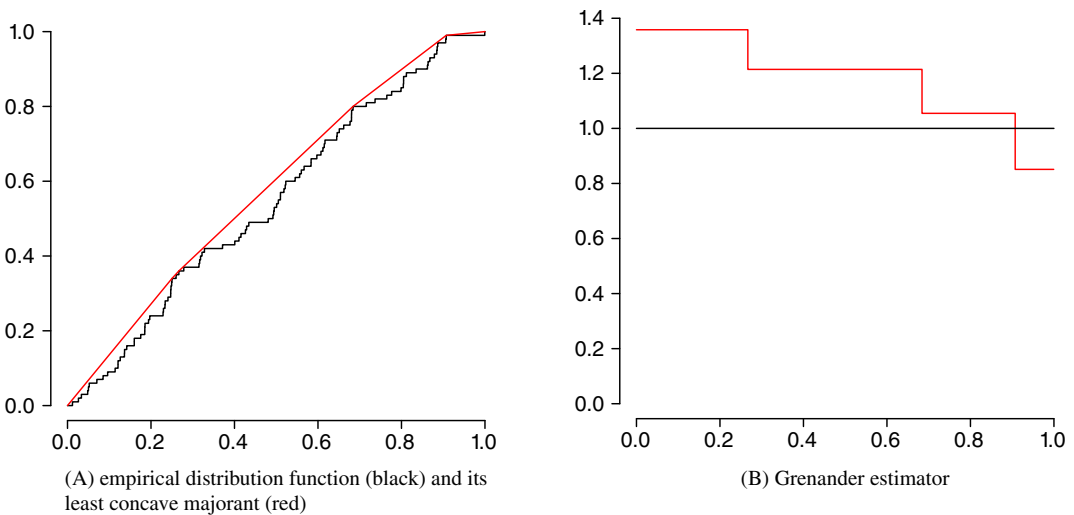 1.0
0.8
0.6
0.4
0.2
0.0
0.0 0.2 0.4 0.6 0.8 1.0
(A) empirical distribution function (black) and its
least concave majorant (red)
1.4
1.2
1.0
0.8
0.6
0.4
0.2
0.0
0.0 0.2 0.4 0.6 0.8 1.0
(B) Grenander estimator